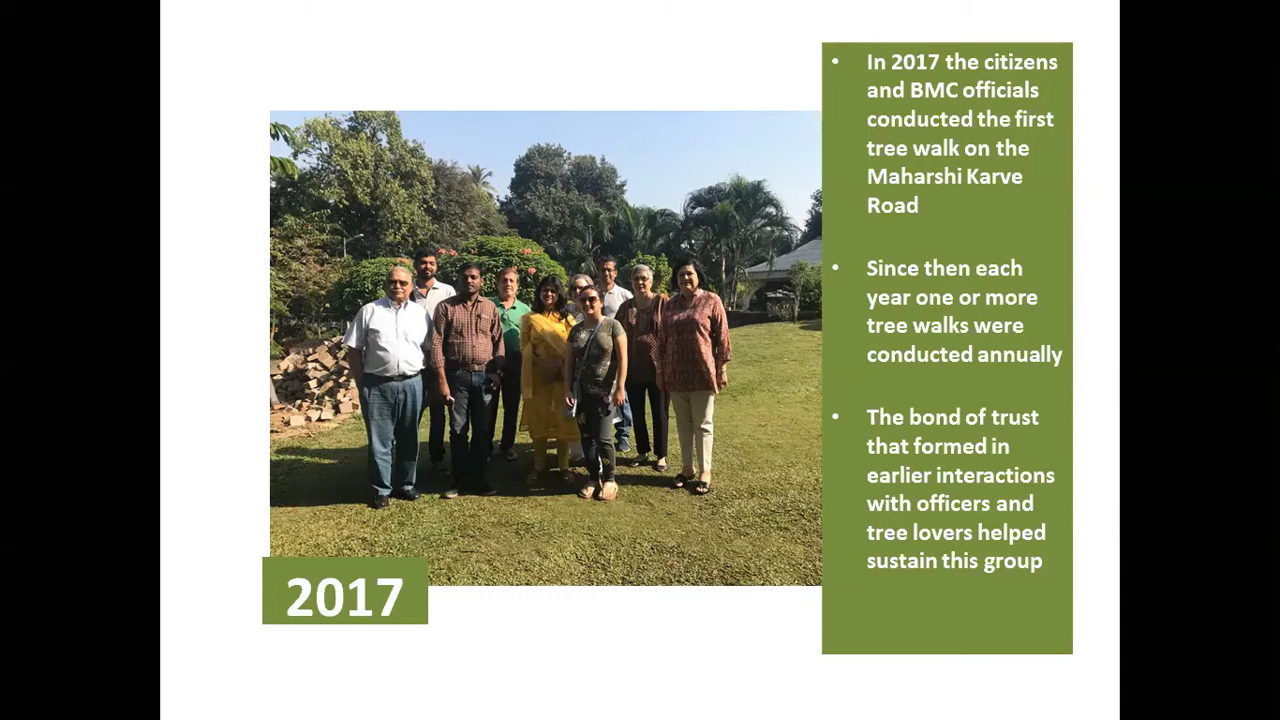 • In 2017 the citizens
and BMC officials
conducted the first
tree walk on the
Maharshi Karve
Road
• Since then each
year one or more
tree walks were
conducted annually
• The bond of trust
that formed in
earlier interactions
with officers and
tree lovers helped
sustain this group
2017